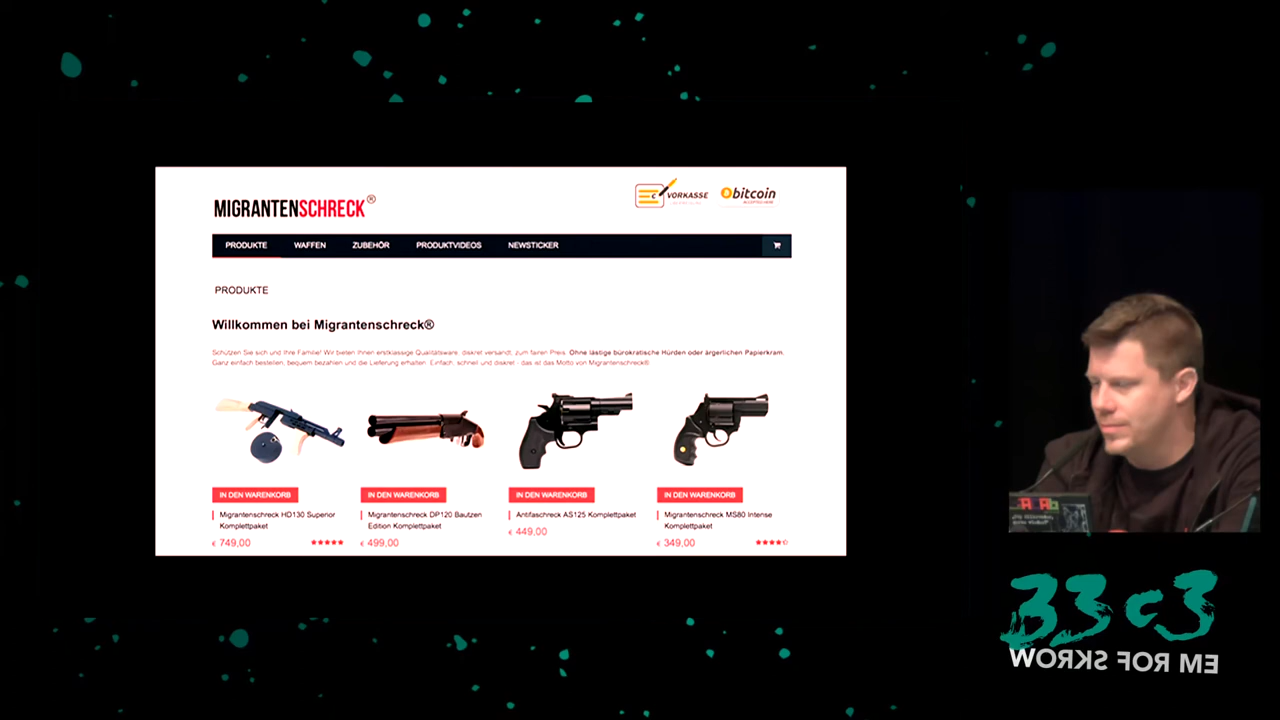 MIGRANTENSCHRECK®
VORKASSE
bitcoin
PRODUKTE WAFFEN ZUBEHÖR PRODUKTVIDEOS NEWSTICKER
PRODUKTE
Willkommen bei Migrantenschreck®
Schützen Sie sich und Ihre Familie! Wir bieten Ihnen erstklassige Qualitätsware, diskret versandt, zum fairen Preis. Ohne lästige bürokratische Hürden oder ärgerlichen Papierkram.
Ganz einfach bestellen, bequem bezahlen und die Lieferung erhalten. Einfach, schnell und diskret - das ist das Motto von Migrantenschreck®.
IN DEN WARENKORB IN DEN WARENKORB IN DEN WARENKORB IN DEN WARENKORB
Migrantenschreck HD130 Superior
Komplettpaket
€ 749,00
Migrantenschreck DP120 Bautzen
Edition Komplettpaket
€ 499,00
Antifaschreck AS125 Komplettpaket
€ 449,00
Migrantenschreck MS80 Intense
Komplettpaket
€ 349,00
33c3
WORKS FOR ME